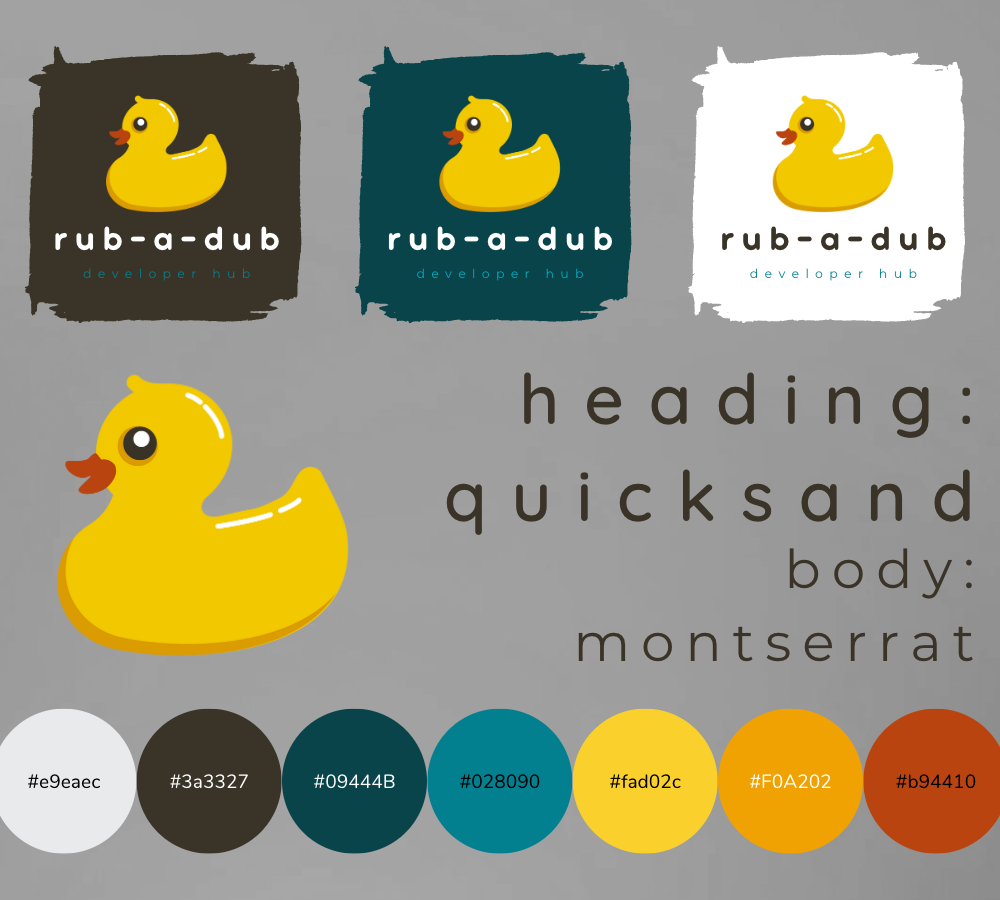 rub-a-dub
developer hub
rub-a-dub
developer hub
rub-a-dub
developer hub
heading:
quicksand
body:
montserrat
#e9eaec
#3a3327
#09444B
#028090
#fad02c
#F0A202
#b94410